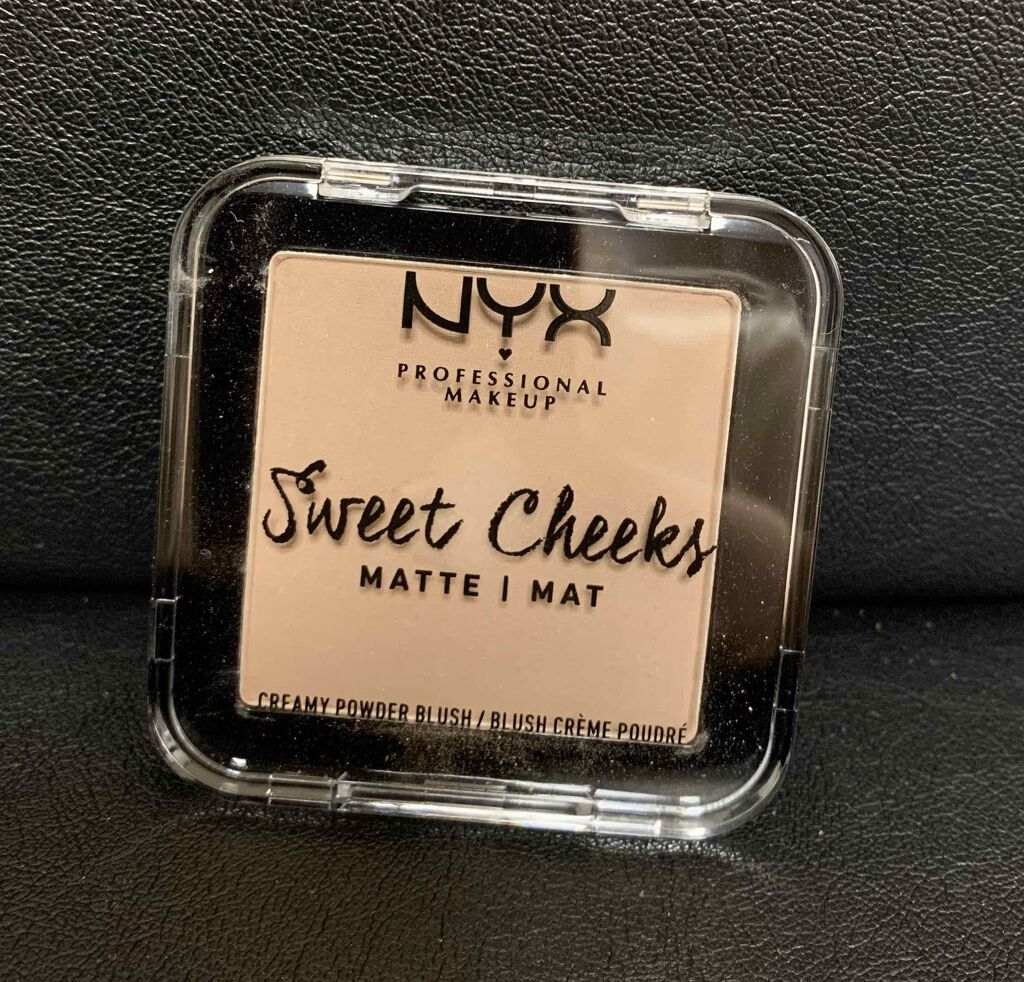 NYX
PROFESSIONAL
MAKEUP
Sweet Cheeks
MATTE | MAT
CREAMY POWDER BLUSH / BLUSH CRÈME POUDRÉ